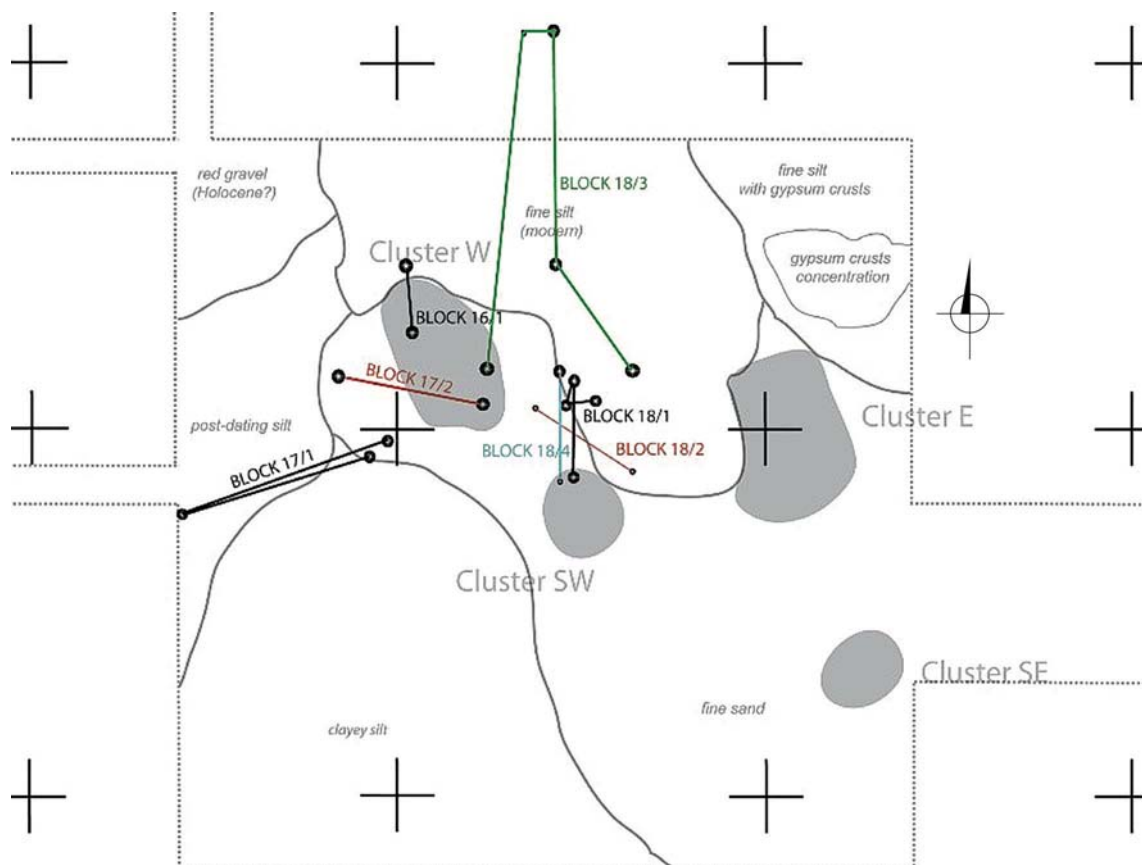 red gravel
(Holocene?)
BLOCK 18/3
fine silt
with gypsum crusts
fine silt
(modern)
Cluster W
gypsum crusts
concentration
BLOCK 16/1
BLOCK 17/2
BLOCK 18/1
Cluster E
post-dating silt
BLOCK 18/4
BLOCK 18/2
BLOCK 17/1
Cluster SW
Cluster SE
fine sand
clayey silt